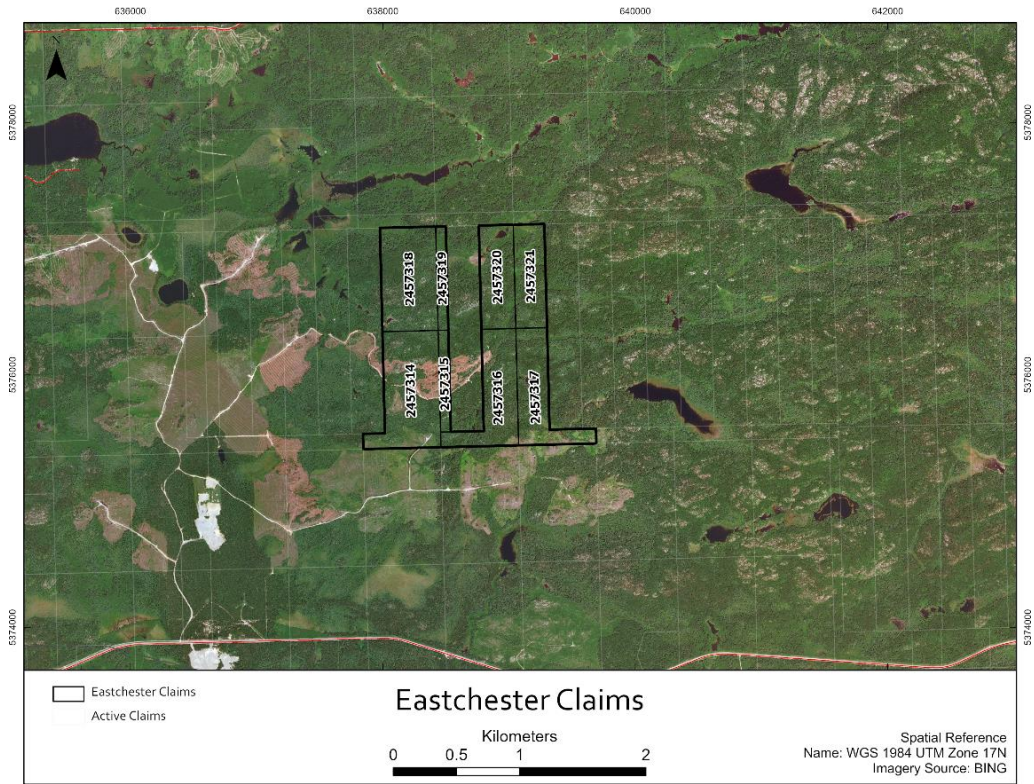 636000
638000
640000
642000
N
5378000
5378000
2457318
2457319
2457320
2457321
5376000
5376000
2457314
2457315
2457316
2457317
5374000
5374000
Eastchester Claims
Active Claims
Eastchester Claims
Kilometers
0 0.5 1 2
Spatial Reference
Name: WGS 1984 UTM Zone 17N
Imagery Source: BING